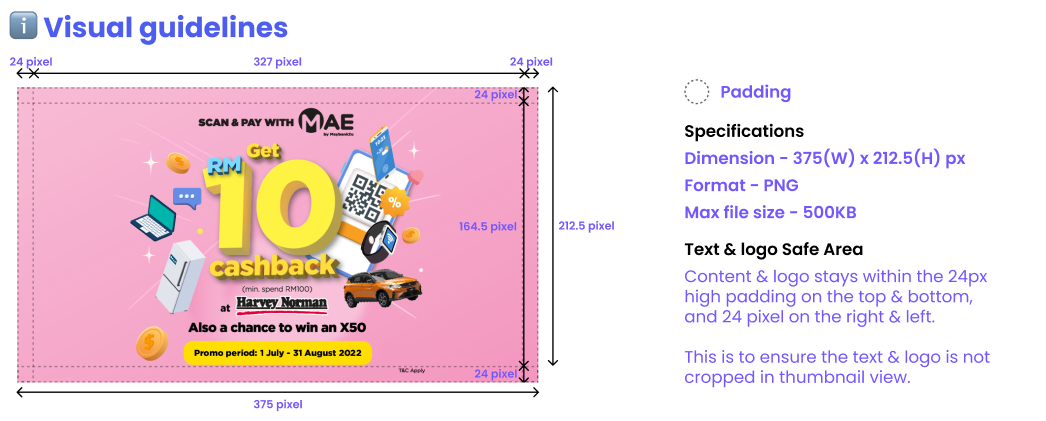 Visual guidelines
24 pixel
327 pixel
24 pixel
24 pixel
SCAN & PAY WITH MAE
by Maybank2u
Get
RM
10
cashback
(min. spend RM100)
at Harvey Norman
Also a chance to win an X50
Promo period: 1 July - 31 August 2022
T&C Apply
%
164.5 pixel
212.5 pixel
24 pixel
375 pixel
Padding
Specifications
Dimension - 375(W) x 212.5(H) px
Format - PNG
Max file size - 500KB
Text & logo Safe Area
Content & logo stays within the 24px
high padding on the top & bottom,
and 24 pixel on the right & left.
This is to ensure the text & logo is not
cropped in thumbnail view.